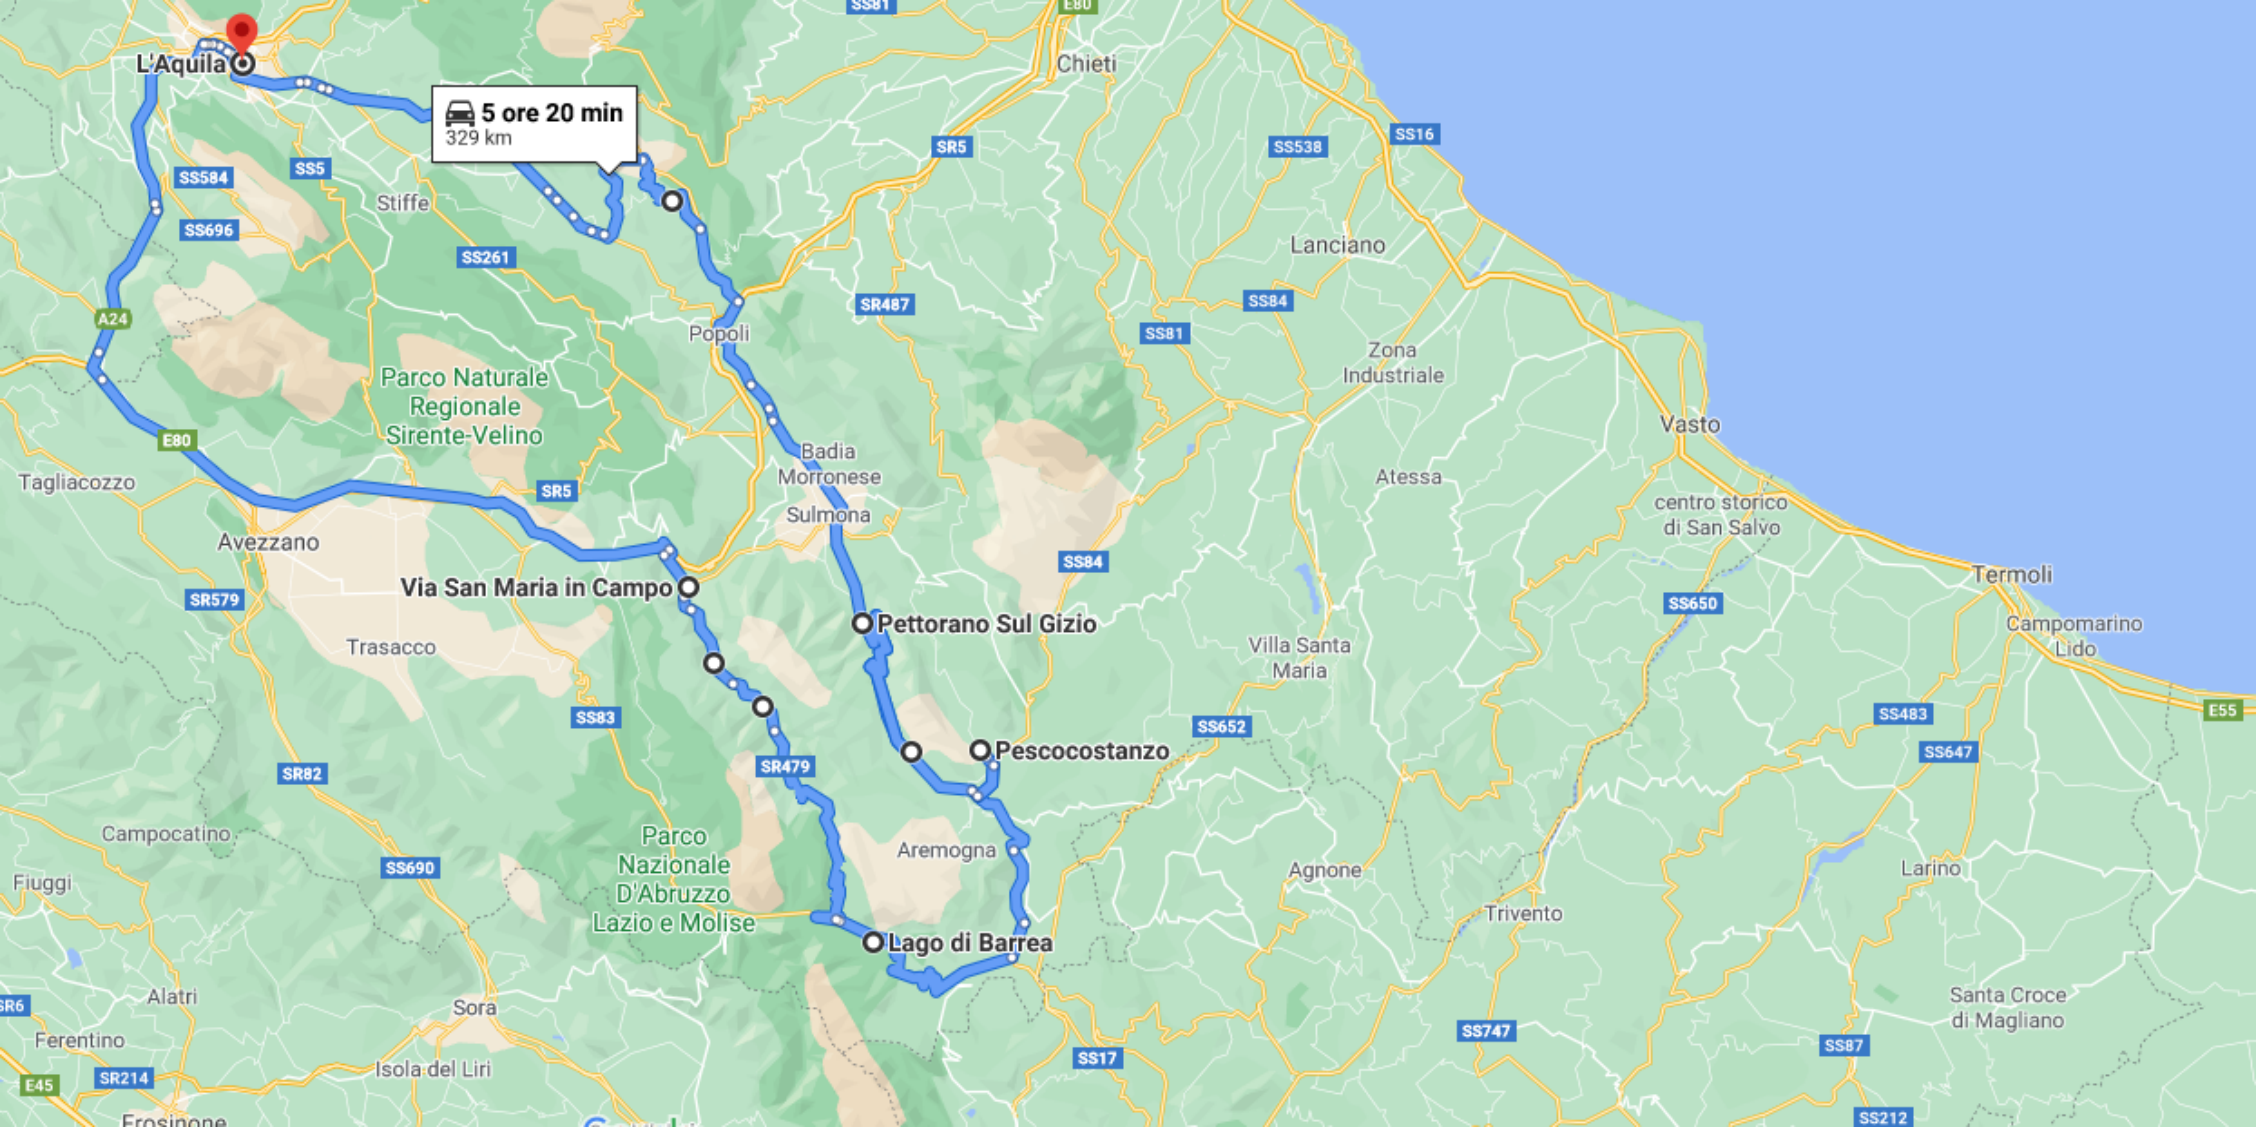 SS81
E80
L'Aquila
Chieti
5 ore 20 min
329 km
SS16
SS538
SR5
SS5
SS584
Stiffe
SS696
SS261
Lanciano
SS84
SR487
A24
Popoli
SS81
Zona
Industriale
Parco Naturale
Regionale
Sirente-Velino
E80
Vasto
Badia
Morronese
Tagliacozzo
SR5
Atessa
centro storico
di San Salvo
Sulmona
Avezzano
SS84
Termoli
Via San Maria in Campo
SR579
SS650
Pettorano Sul Gizio
Campomarino
Lido
Trasacco
Villa Santa
Maria
SS83
SS652
SS483
Pescocostanzo
SS647
SR479
SR82
E55
Campocatino
Parco
Nazionale
D'Abruzzo
Lazio e Molise
Aremogna
SS690
Agnone
Larino
Fiuggi
Trivento
Lago di Barrea
Alatri
SR6
Sora
Santa Croce
di Magliano
Ferentino
SS747
SS87
SS17
Isola del Liri
E45
SR214
Frosinone
SS212